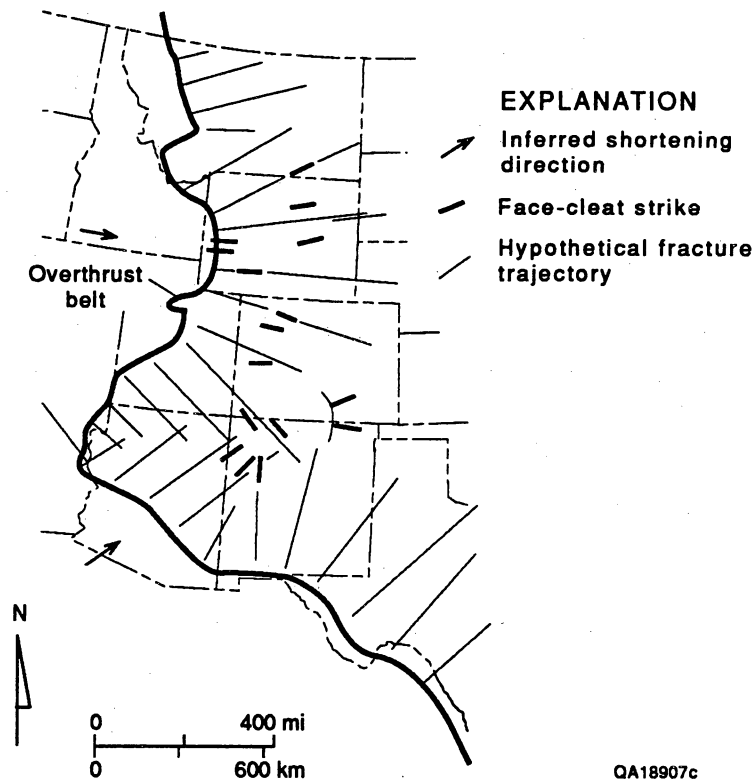 EXPLANATION
Inferred shortening
direction
Face-cleat strike
Hypothetical fracture
trajectory
Overthrust
belt
N
0 400 mi
0 600 km
QA18907c